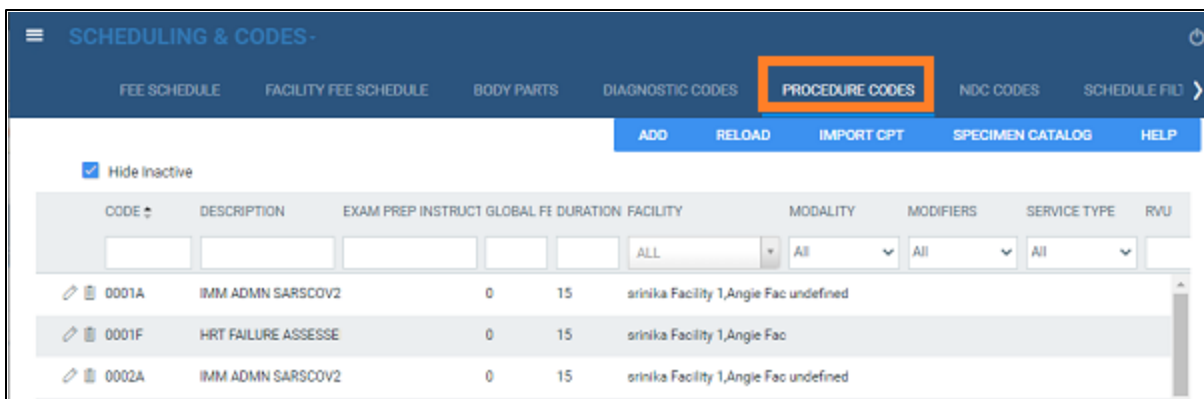 SCHEDULING & CODES
FEE SCHEDULE FACILITY FEE SCHEDULE BODY PARTS DIAGNOSTIC CODES PROCEDURE CODES NDC CODES SCHEDULE FILT
ADD RELOAD IMPORT CPT SPECIMEN CATALOG HELP
Hide Inactive
CODE DESCRIPTION EXAM PREP INSTRUCT GLOBAL FE DURATION FACILITY MODALITY MODIFIERS SERVICE TYPE RVU
ALL All All All
0001A IMM ADMN SARSCOV2 0 15 srinika Facility 1,Angie Fac undefined
0001F HRT FAILURE ASSESSE 0 15 srinika Facility 1,Angie Fac
0002A IMM ADMN SARSCOV2 0 15 srinika Facility 1,Angie Fac undefined